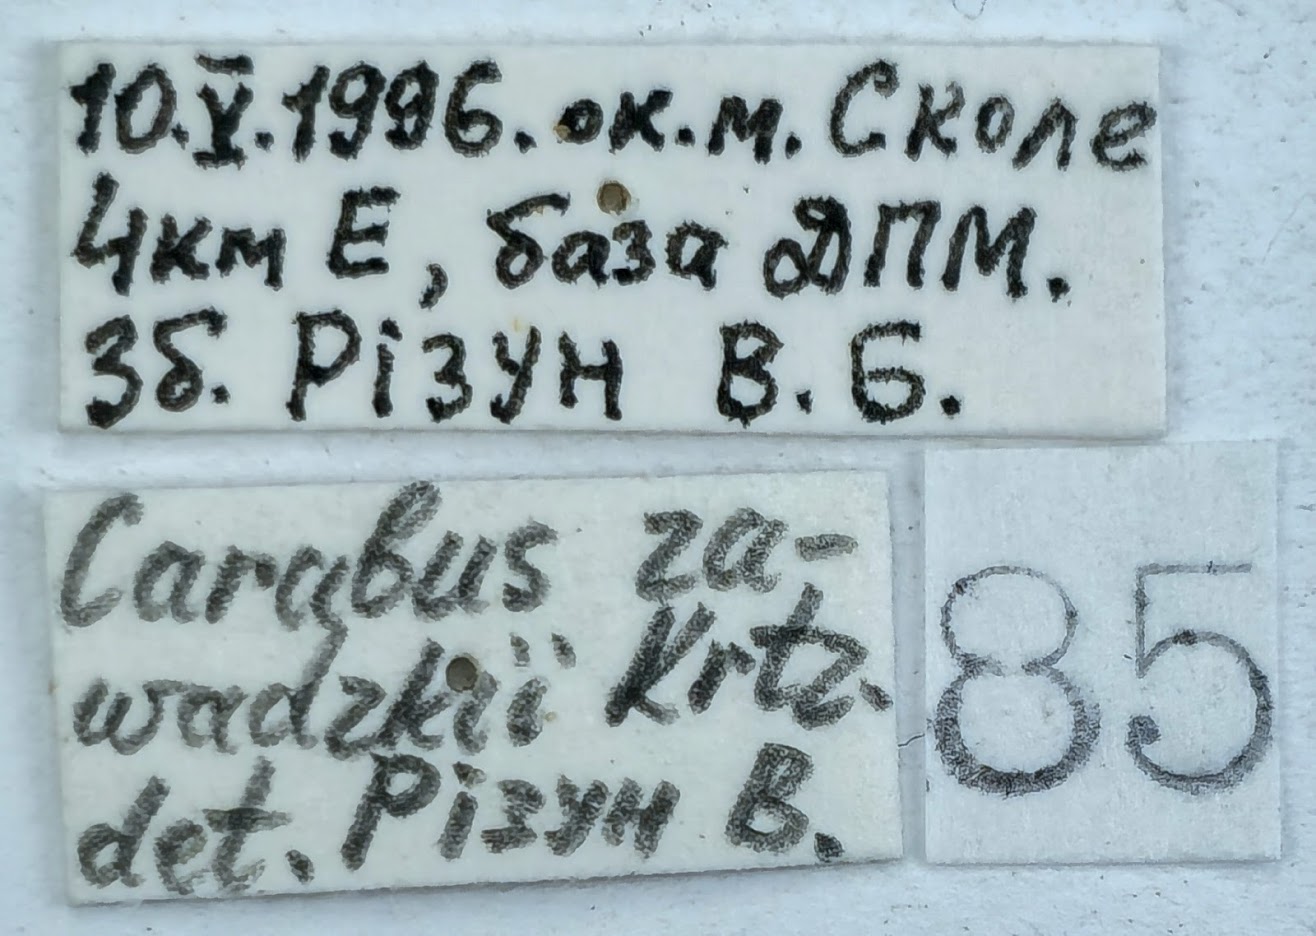 10.V.1996. ок.м. Сколе
4км E, база ДПМ.
Зб. Різун В.Б.
Carabus za-
wadzkii Krtz.
det. Різун В.
85